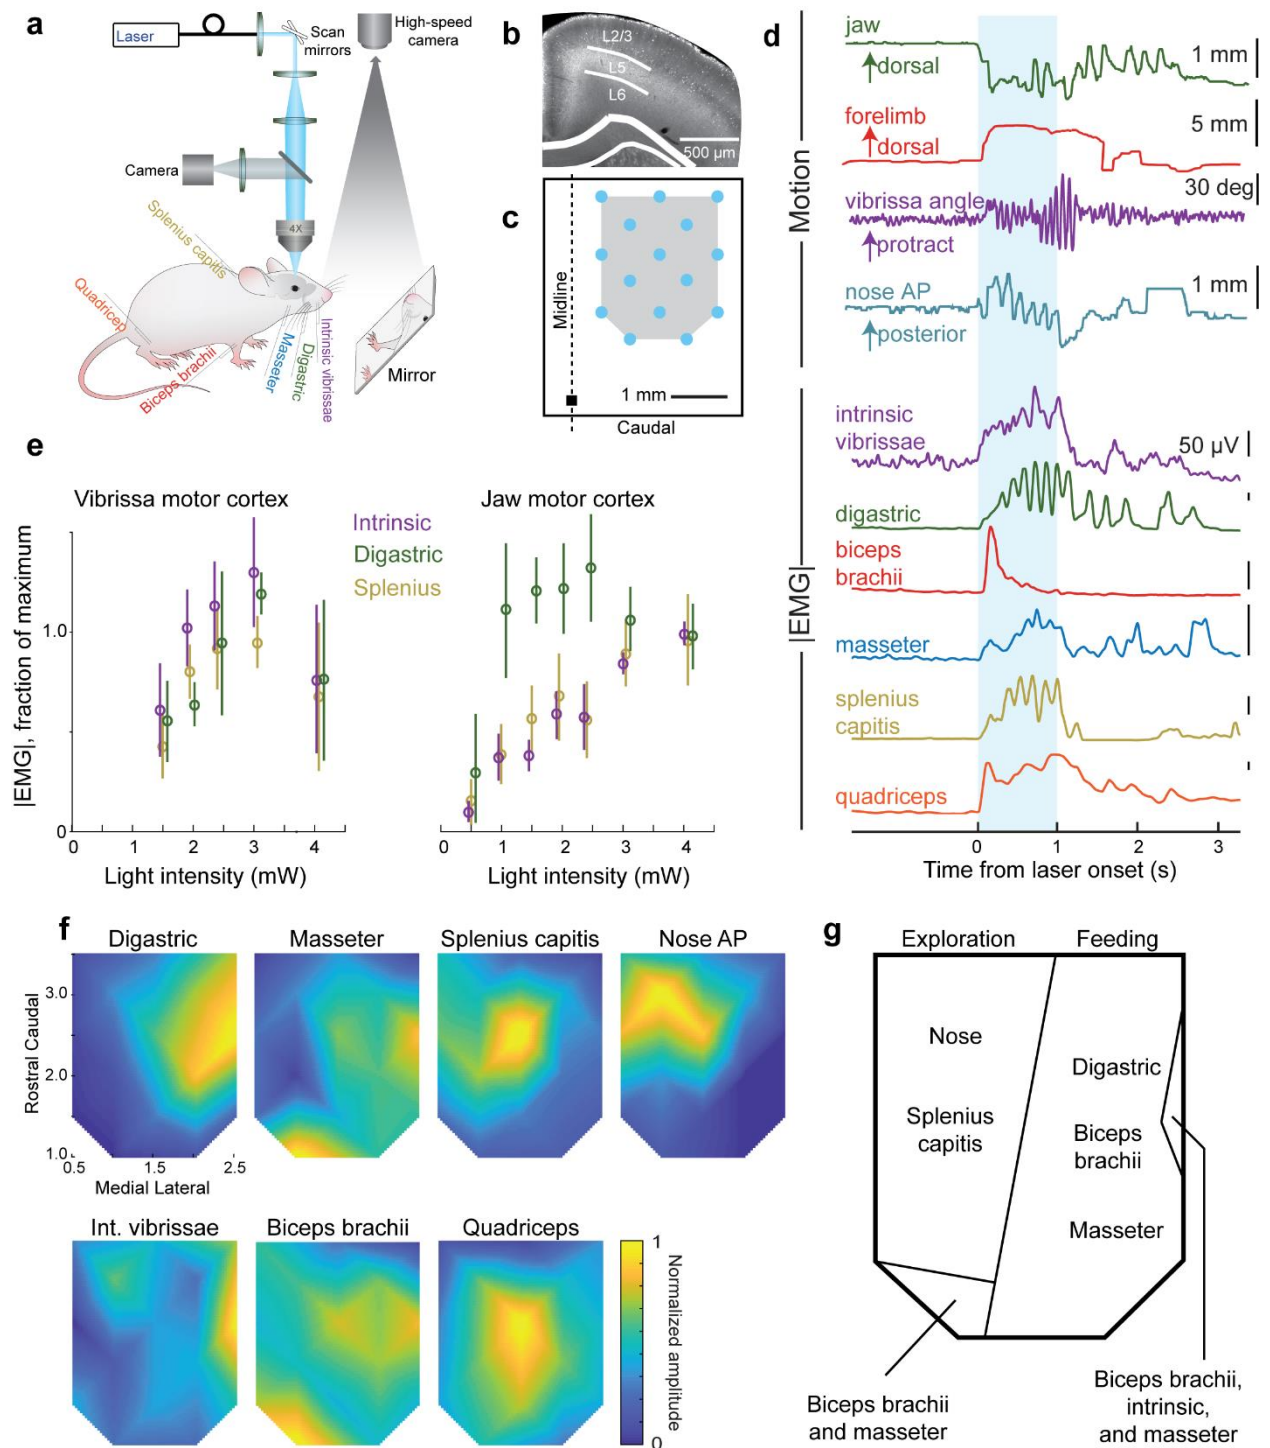 a
Laser
Scan
mirrors
High-speed
camera
Camera
4X
Splenius capitis
Quadricep
Biceps brachii
Masseter
Digastric
Intrinsic vibrissae
Mirror
b
L2/3
L5
L6
500 µm
c
Midline
1 mm
Caudal
d
Motion
jaw
dorsal
1 mm
forelimb
dorsal
5 mm
30 deg
vibrissa angle
protract
nose AP
posterior
1 mm
|EMG|
intrinsic
vibrissae
50 µV
digastric
biceps
brachii
masseter
splenius
capitis
quadriceps
0 1 2 3
Time from laser onset (s)
e
Vibrissa motor cortex
Jaw motor cortex
Intrinsic
Digastric
Splenius
|EMG|, fraction of maximum
1.0
0
0 1 2 3 4
Light intensity (mW)
0 1 2 3 4
Light intensity (mW)
f
Digastric
Masseter
Splenius capitis
Nose AP
Rostral Caudal
3.0
2.0
1.0
0.5 1.5 2.5
Medial Lateral
Int. vibrissae
Biceps brachii
Quadriceps
1
0
Normalized amplitude
g
Exploration
Feeding
Nose
Digastric
Splenius
capitis
Biceps
brachii
Masseter
Biceps brachii
and masseter
Biceps brachii,
intrinsic,
and masseter